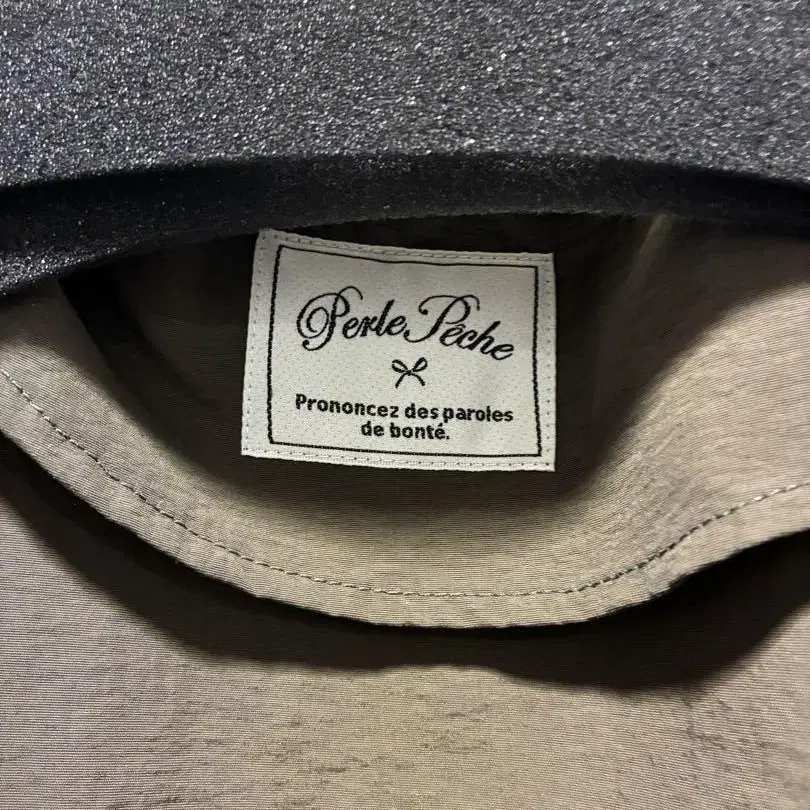 Perle Pêche
Prononcez des paroles
de bonté.